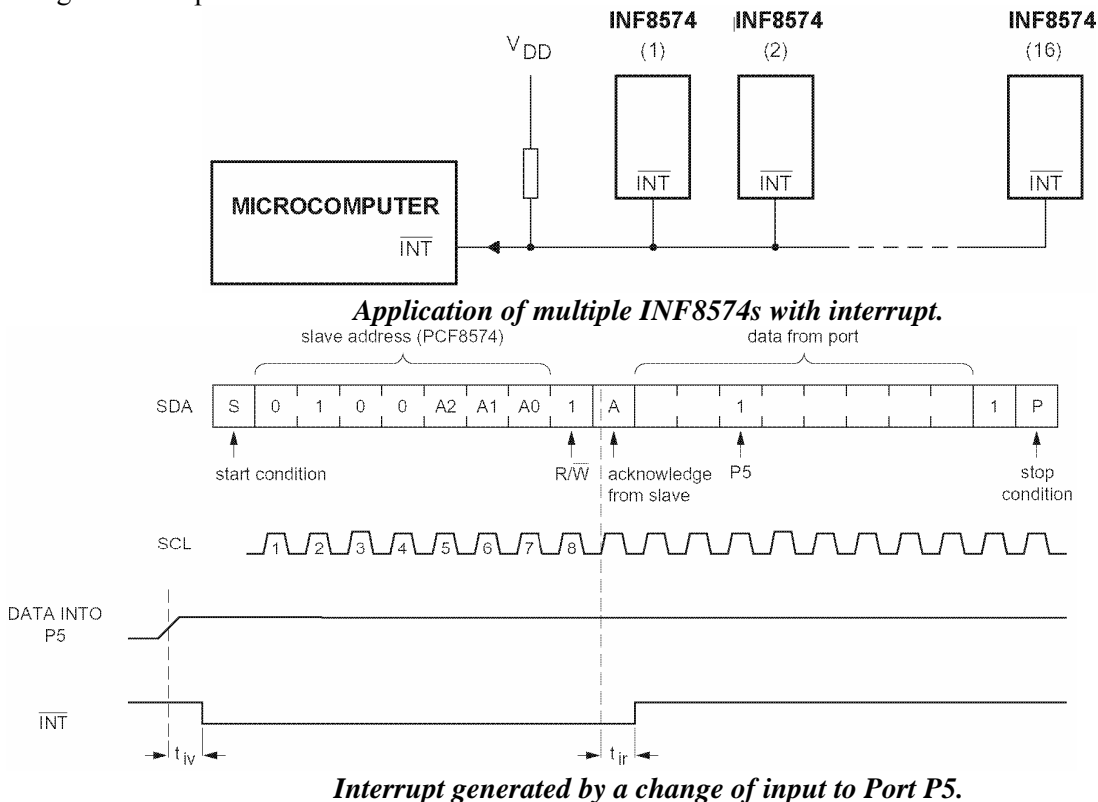 INF8574 INF8574 INF8574
(1) (2) (16)
VDD
INT INT INT
MICROCOMPUTER
INT
Application of multiple INF8574s with interrupt.
slave address (PCF8574) data from port
SDA S 0 1 0 0 A2 A1 A0 1 A 1 1 P
start condition R/W acknowledge from slave P5 stop condition
SCL 1 2 3 4 5 6 7 8
DATA INTO
P5
INT
tiv tir
Interrupt generated by a change of input to Port P5.